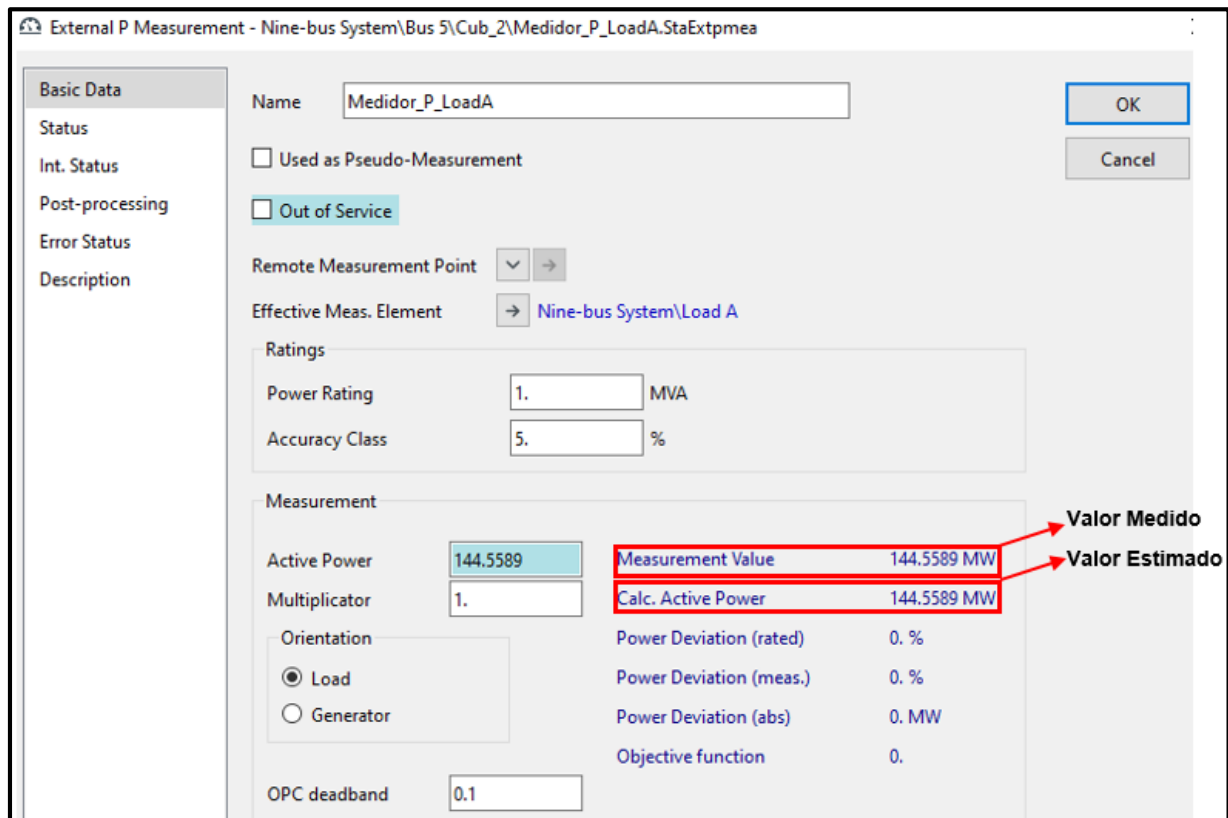 External P Measurement - Nine-bus System\Bus 5\Cub_2\Medidor_P_LoadA.StaExtpmea
Basic Data
Status
Int. Status
Post-processing
Error Status
Description
Name Medidor_P_LoadA
OK
Cancel
Used as Pseudo-Measurement
Out of Service
Remote Measurement Point
Effective Meas. Element Nine-bus System\Load A
Ratings
Power Rating 1. MVA
Accuracy Class 5. %
Measurement
Valor Medido
Active Power 144.5589 Measurement Value 144.5589 MW
Valor Estimado
Multiplicator 1. Calc. Active Power 144.5589 MW
Orientation Power Deviation (rated) 0. %
Load Power Deviation (meas.) 0. %
Generator Power Deviation (abs) 0. MW
Objective function 0.
OPC deadband 0.1